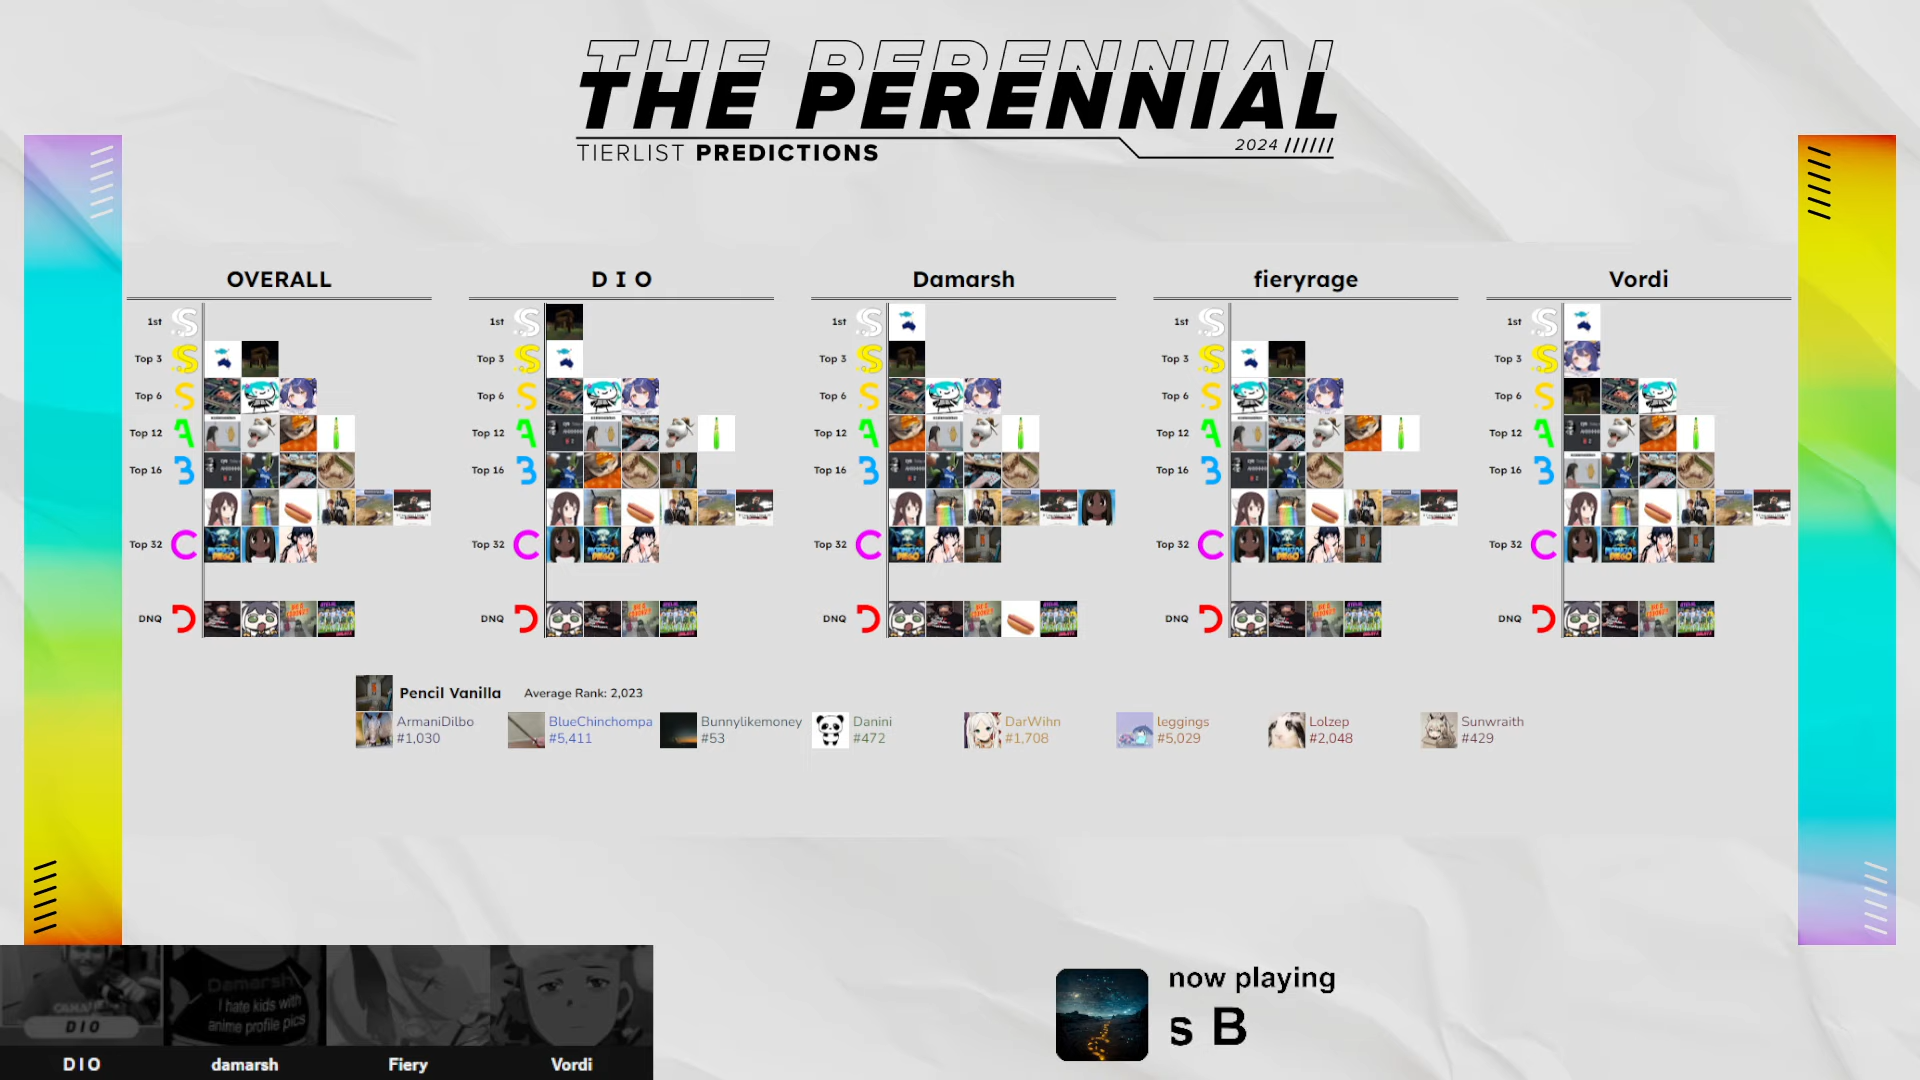 THE PERENNIAL
THE PERENNIAL
TIERLIST PREDICTIONS
2024
OVERALL
D I O
Damarsh
fieryrage
Vordi
1st S
Top 3 S
Top 6 S
Top 12 A
Top 16 B
Top 32 C
DNQ D
1st S
Top 3 S
Top 6 S
Top 12 A
Top 16 B
Top 32 C
DNQ D
1st S
Top 3 S
Top 6 S
Top 12 A
Top 16 B
Top 32 C
DNQ D
1st S
Top 3 S
Top 6 S
Top 12 A
Top 16 B
Top 32 C
DNQ D
1st S
Top 3 S
Top 6 S
Top 12 A
Top 16 B
Top 32 C
DNQ D
Pencil Vanilla Average Rank: 2,023
ArmaniDilbo
#1,030
BlueChinchompa
#5,411
Bunnylikemoney
#53
Danini
#472
DarWihn
#1,708
leggings
#5,029
Lolzep
#2,048
Sunwraith
#429
DIO
Damarsh
I hate kids with
anime profile pics
DIO
damarsh
Fiery
Vordi
now playing
s B